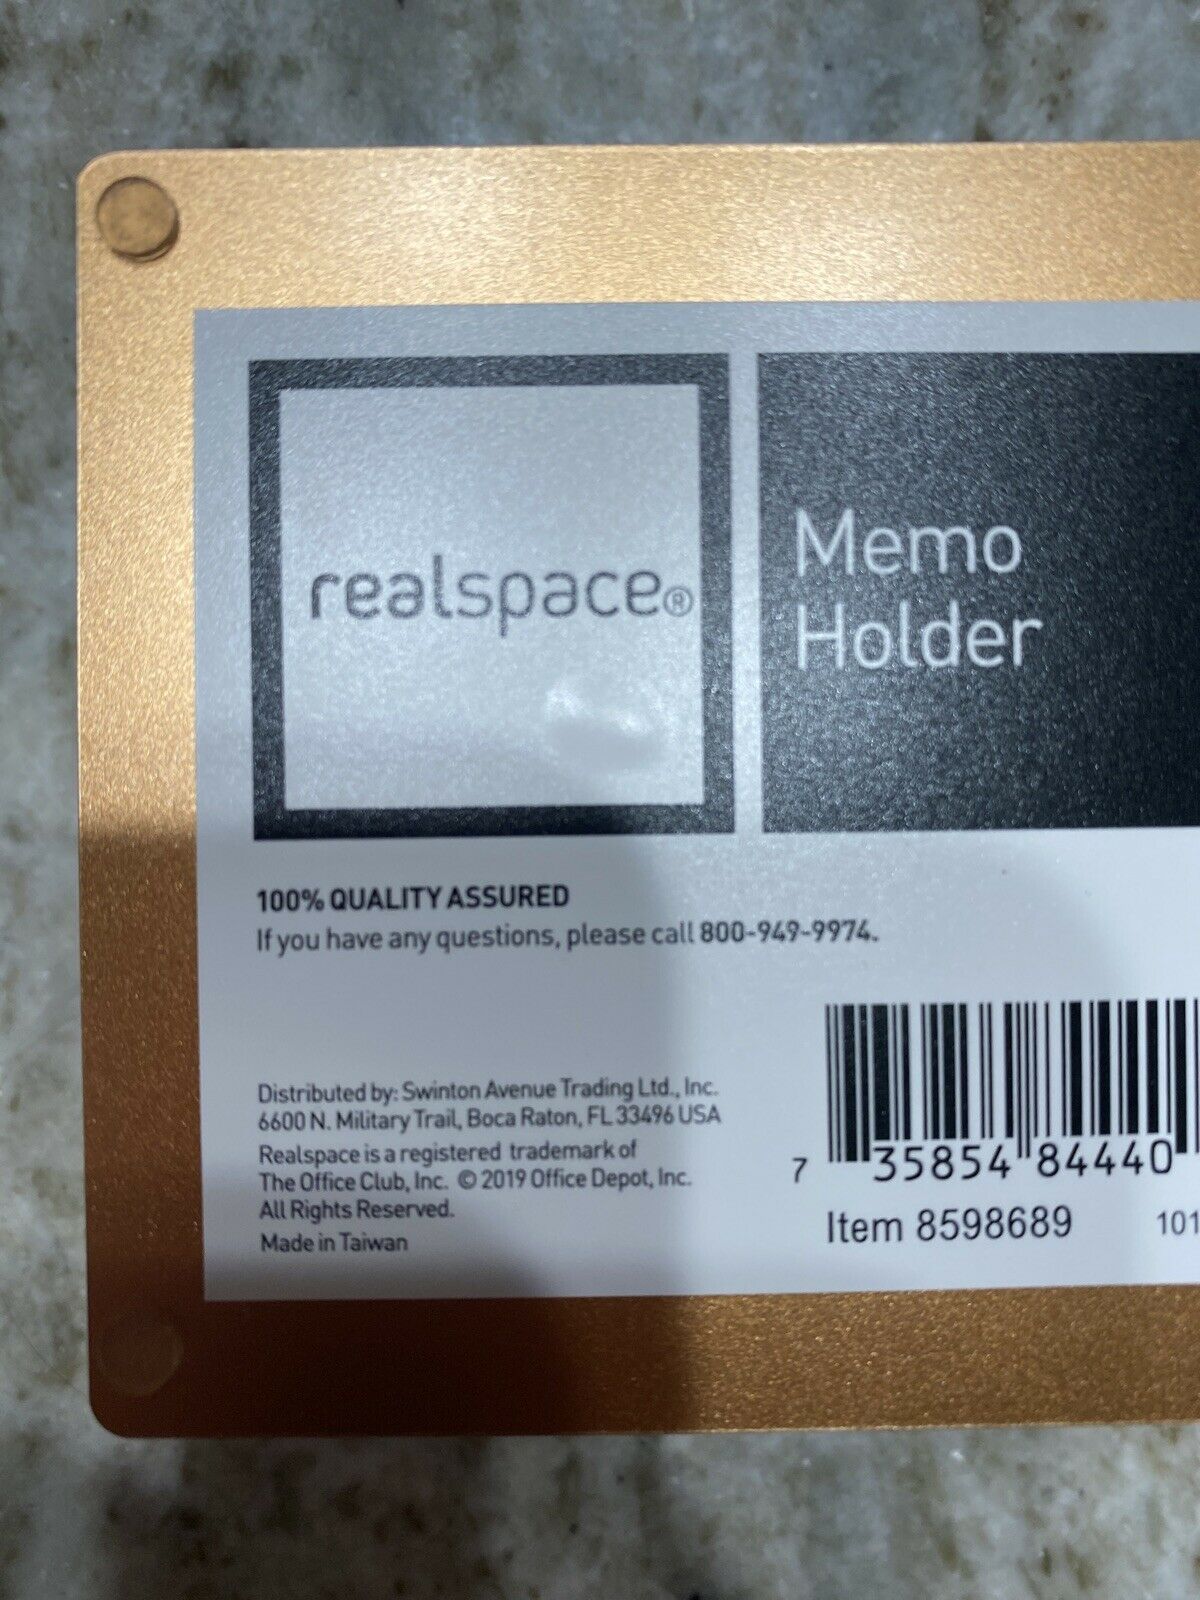 realspace®
Memo
Holder
100% QUALITY ASSURED
If you have any questions, please call 800-949-9974.
Distributed by: Swinton Avenue Trading Ltd., Inc.
6600 N. Military Trail, Boca Raton, FL 33496 USA
Realspace is a registered trademark of
The Office Club, Inc. © 2019 Office Depot, Inc.
All Rights Reserved.
Made in Taiwan
7 35854 84440
Item 8598689 101